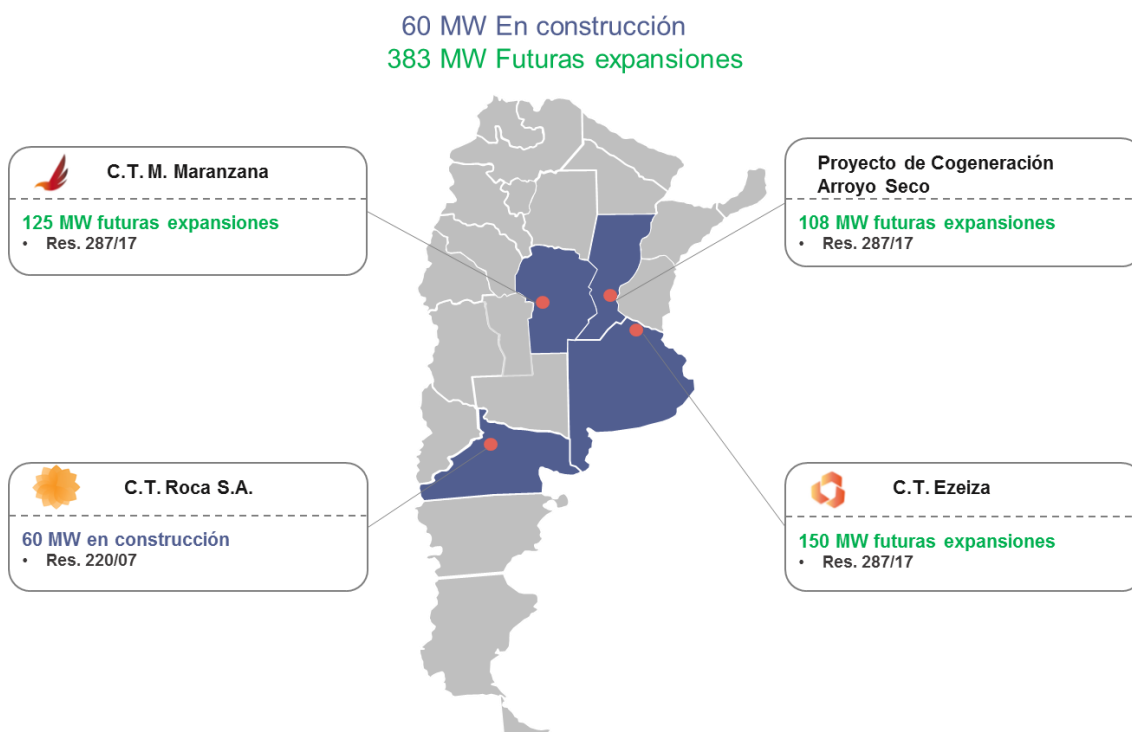 60 MW En construcción
383 MW Futuras expansiones
C.T. M. Maranzana
125 MW futuras expansiones
• Res. 287/17
Proyecto de Cogeneración
Arroyo Seco
108 MW futuras expansiones
• Res. 287/17
C.T. Roca S.A.
60 MW en construcción
• Res. 220/07
C.T. Ezeiza
150 MW futuras expansiones
• Res. 287/17